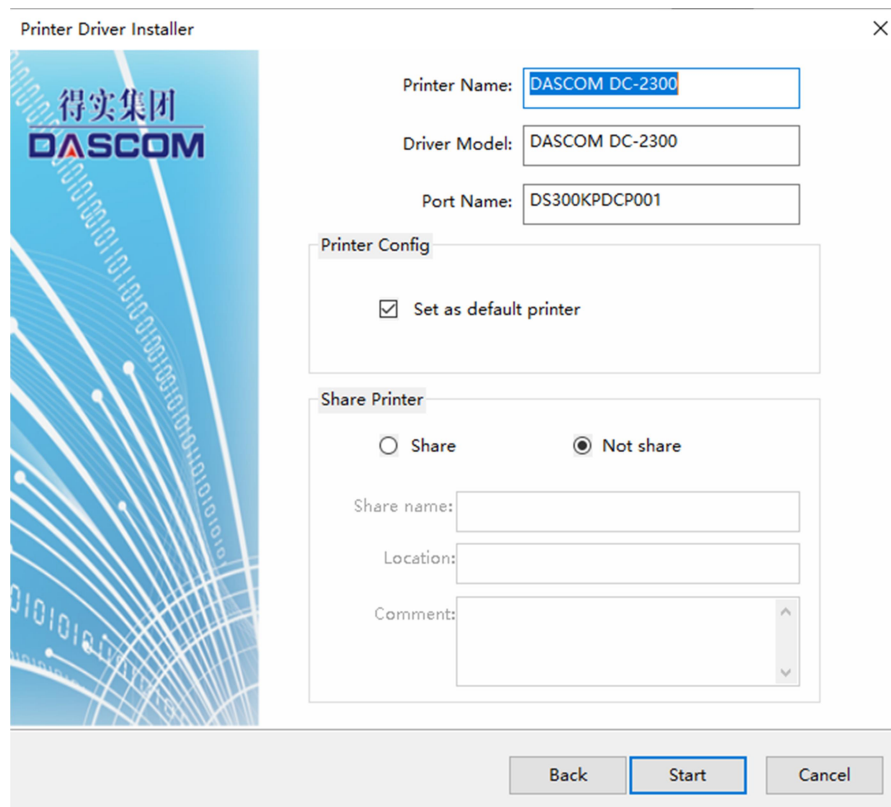 Printer Driver Installer
得实集团
DASCOM
Printer Name: DASCOM DC-2300
Driver Model: DASCOM DC-2300
Port Name: DS300KPDCP001
Printer Config
Set as default printer
Share Printer
Share Not share
Share name:
Location:
Comment:
Back Start Cancel